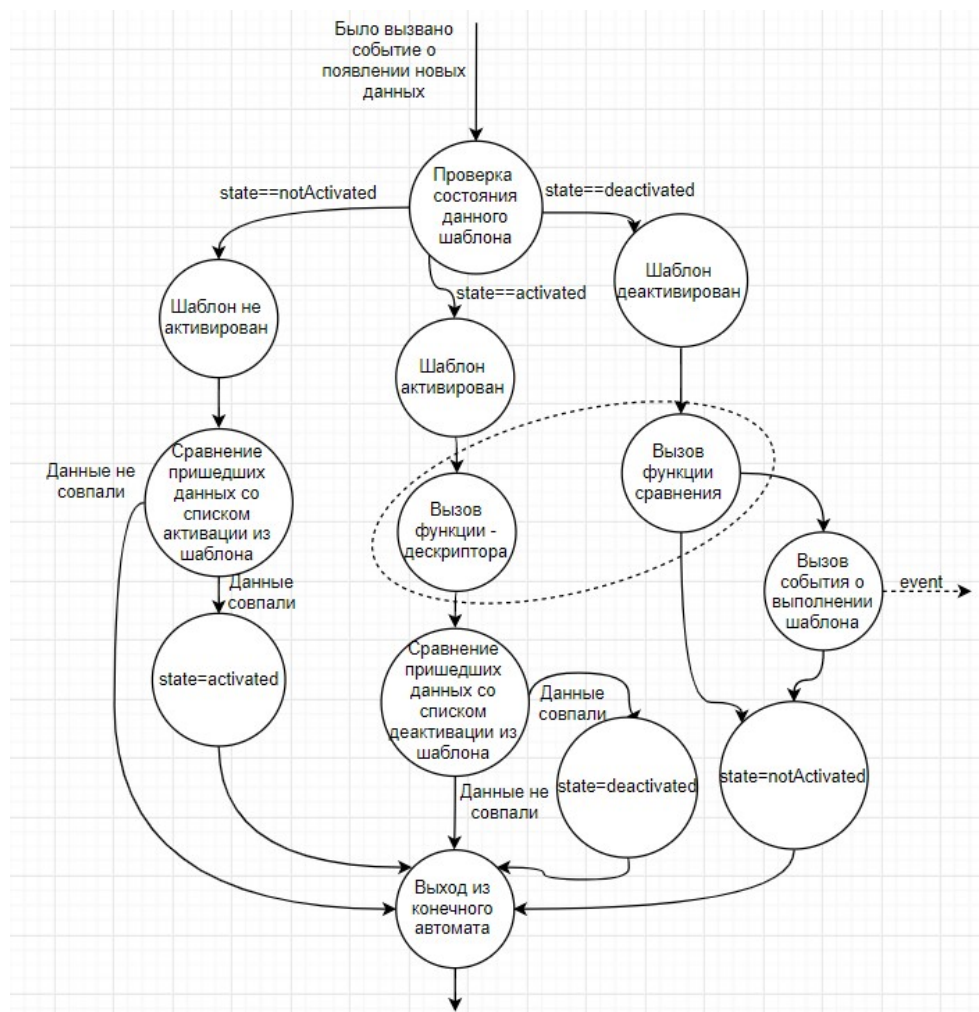 Было вызвано
событие о
появлении новых
данных
Проверка
состояния
данного
шаблона
state==notActivated
state==deactivated
state==activated
Шаблон не
активирован
Шаблон
активирован
Шаблон
деактивирован
Данные не
совпали
Сравнение
пришедших
данных со
списком
активации из
шаблона
Вызов
функции -
дескриптора
Вызов
функции
сравнения
Вызов
события о
выполнении
шаблона
event
Данные
совпали
state=activated
Сравнение
пришедших
данных со
списком
деактивации из
шаблона
Данные
совпали
Данные не
совпали
state=deactivated
state=notActivated
Выход из
конечного
автомата